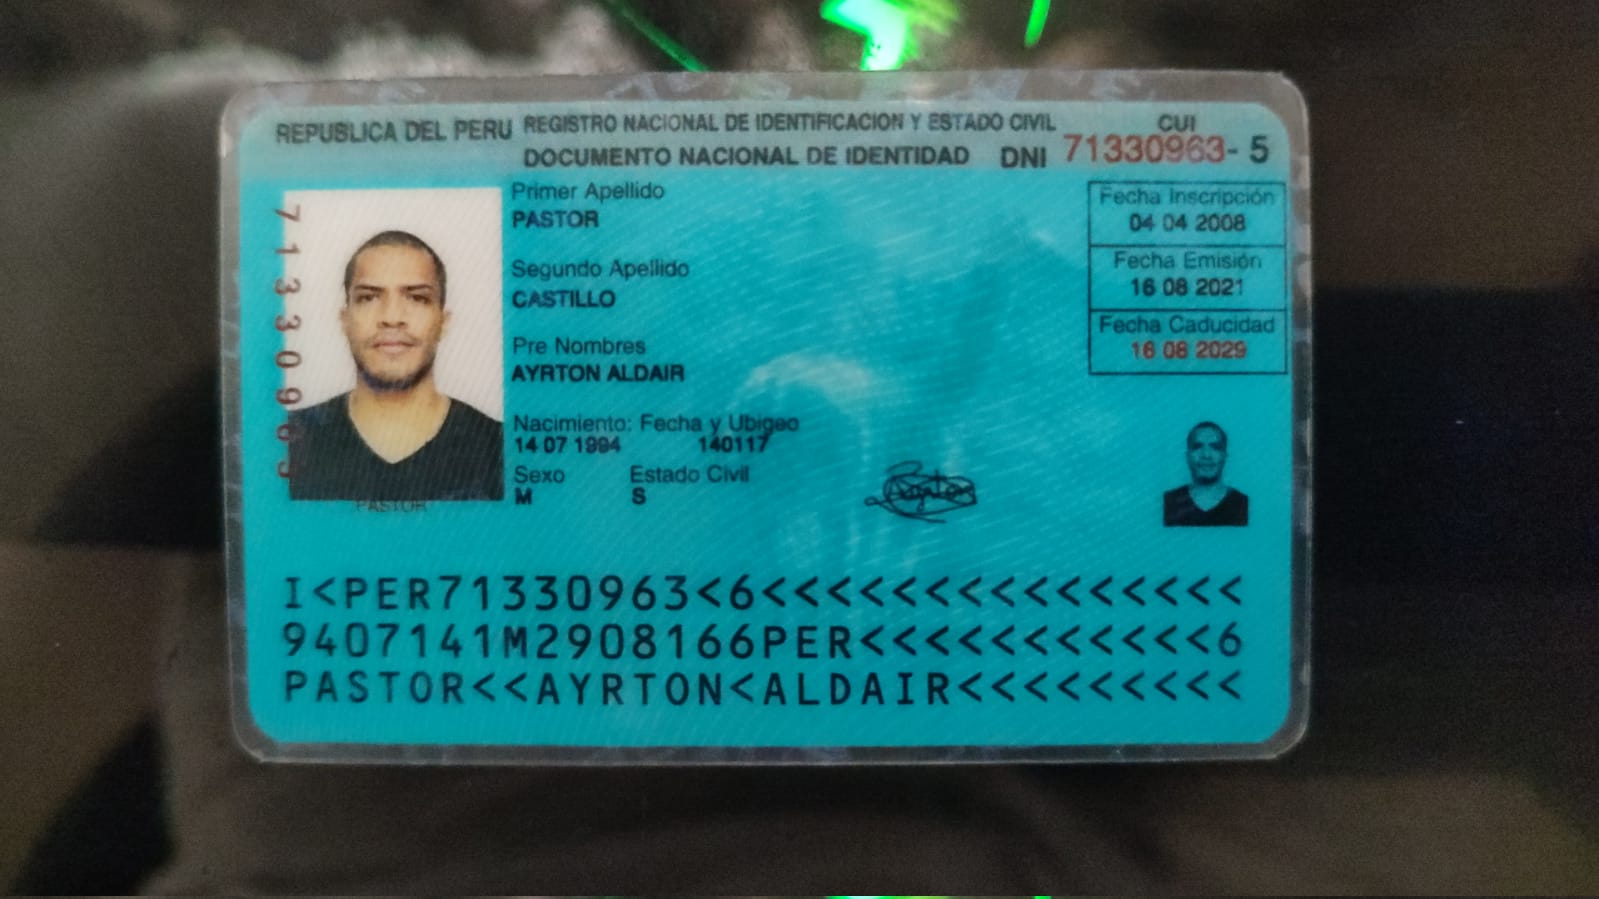 REPUBLICA DEL PERU
REGISTRO NACIONAL DE IDENTIFICACION Y ESTADO CIVIL
DOCUMENTO NACIONAL DE IDENTIDAD
CUI
DNI 71330963- 5
71330963
Primer Apellido
PASTOR
Segundo Apellido
CASTILLO
Pre Nombres
AYRTON ALDAIR
Nacimiento: Fecha y Ubigeo
14 07 1994 140117
Sexo Estado Civil
M S
Fecha Inscripción
04 04 2008
Fecha Emisión
16 08 2021
Fecha Caducidad
16 08 2029
PASTOR
Ayrton
I<PER71330963<6<<<<<<<<<<<<<<<
9407141M2908166PER<<<<<<<<<<<6
PASTOR<<AYRTON<ALDAIR<<<<<<<<<